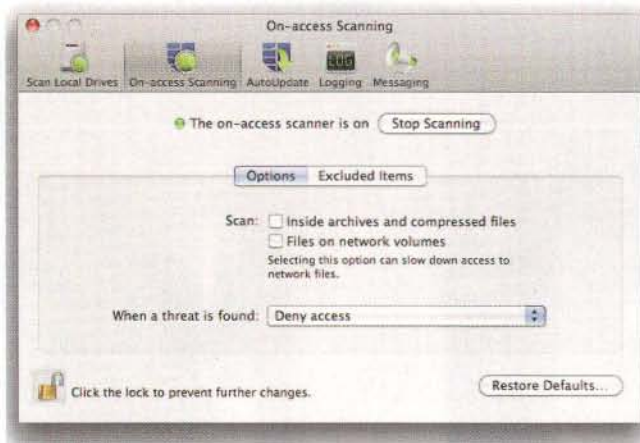 On-access Scanning
Scan Local Drives On-access Scanning AutoUpdate Logging Messaging
LOG
The on-access scanner is on Stop Scanning
Options Excluded Items
Scan: Inside archives and compressed files
Files on network volumes
Selecting this option can slow down access to
network files.
When a threat is found: Deny access
Click the lock to prevent further changes.
Restore Defaults...